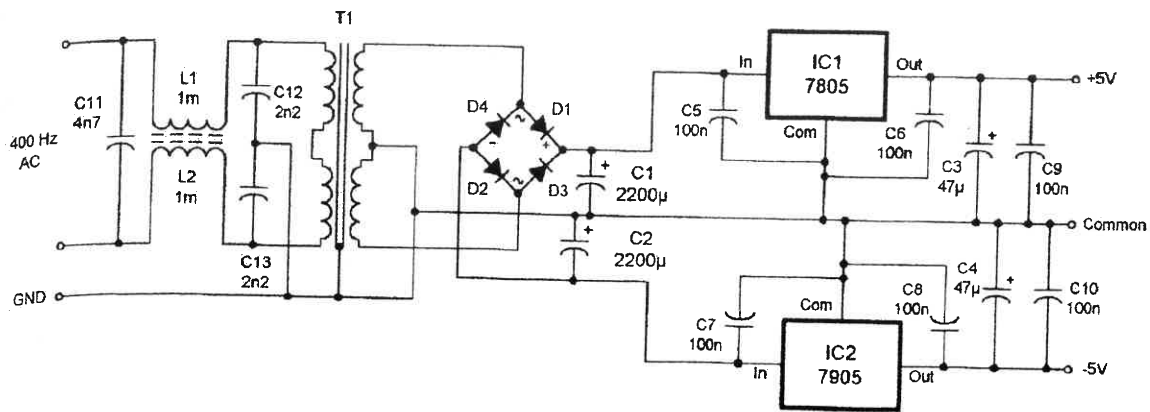 T1
L1
1m
C12
2n2
C11
4n7
400 Hz
AC
L2
1m
C13
2n2
GND
D4
D1
~
-
+
D2
~
D3
+
C1
2200µ
+
C2
2200µ
In
IC1
7805
Out
+5V
C5
100n
Com
C6
100n
+
C3
47µ
C9
100n
Common
C7
100n
Com
C8
100n
C4
47µ
+
C10
100n
In
IC2
7905
Out
-5V